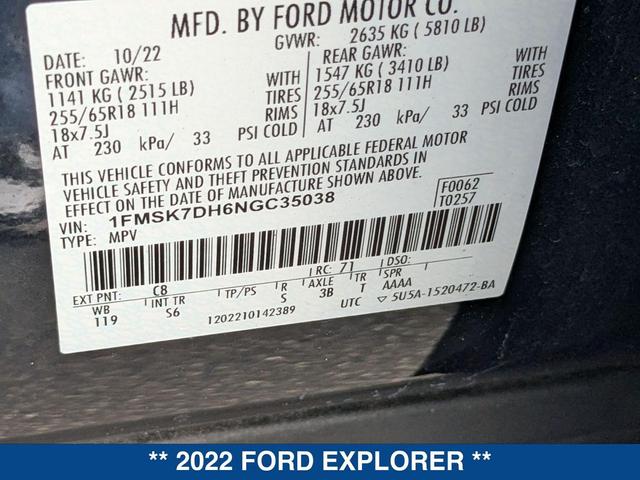 MFD. BY FORD MOTOR CO.
DATE: 10/22 GVWR: 2635 KG ( 5810 LB)
FRONT GAWR: WITH REAR GAWR: WITH
1141 KG ( 2515 LB) TIRES 1547 KG ( 3410 LB) TIRES
255/65R18 111H RIMS 255/65R18 111H RIMS
18x7.5J 18x7.5J
AT 230 kPa/ 33 PSI COLD AT 230 kPa/ 33 PSI COLD
THIS VEHICLE CONFORMS TO ALL APPLICABLE FEDERAL MOTOR
VEHICLE SAFETY AND THEFT PREVENTION STANDARDS IN
EFFECT ON THE DATE OF MANUFACTURE SHOWN ABOVE.
VIN: 1FMSK7DH6NGC35038 F0062
TYPE: MPV T0257
EXT PNT: C8 RC: 71 DSO:
WB INT TR TP/PS R AXLE TR SPR
119 S6 S 3B T AAAA
1202210142389 UTC 5U5A-1520472-BA
** 2022 FORD EXPLORER **